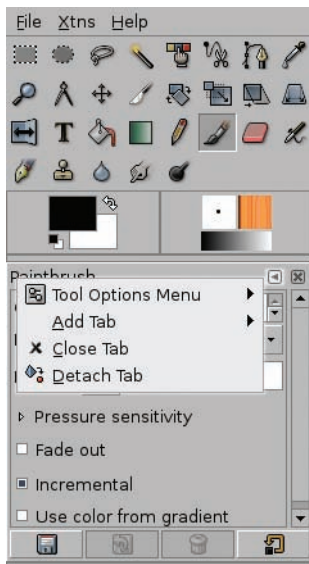 File Xtns Help
T
Paintbrush
Tool Options Menu
Add Tab
Close Tab
Detach Tab
Pressure sensitivity
Fade out
Incremental
Use color from gradient